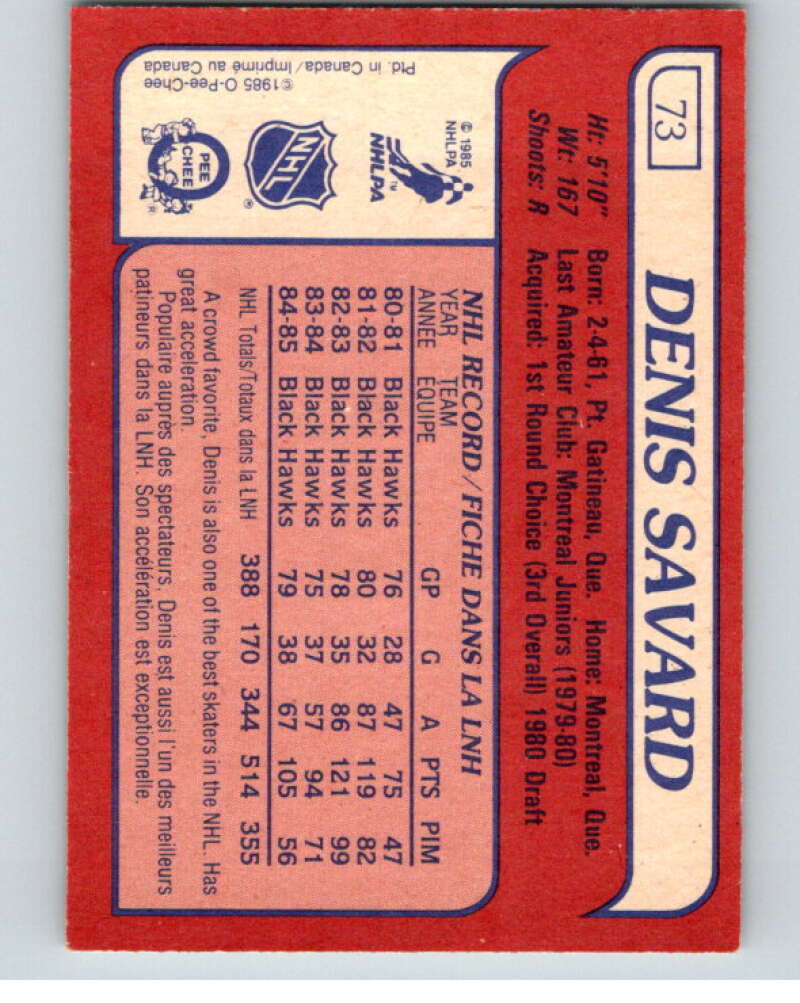 73
DENIS SAVARD
Ht: 5'10" Born: 2-4-61, Pt. Gatineau, Que. Home: Montreal, Que.
Wt: 167 Last Amateur Club: Montreal Juniors (1979-80)
Shoots: R Acquired: 1st Round Choice (3rd Overall) 1980 Draft
NHL RECORD/FICHE DANS LA LNH
YEAR TEAM
ANNÉE ÉQUIPE GP G A PTS PIM
80-81 Black Hawks 76 28 47 75 47
81-82 Black Hawks 80 32 87 119 82
82-83 Black Hawks 78 35 86 121 99
83-84 Black Hawks 75 37 57 94 71
84-85 Black Hawks 79 38 67 105 56
NHL Totals/Totaux dans la LNH 388 170 344 514 355
A crowd favorite, Denis is also one of the best skaters in the NHL. Has
great acceleration.
Populaire auprès des spectateurs, Denis est aussi l'un des meilleurs
patineurs dans la LNH. Son accélération est exceptionnelle.
© 1985
NHLPA
NHLPA
TM
NHL
®
O
PEE
CHEE
®
©1985 O-Pee-Chee
Ptd. in Canada/Imprimé au Canada